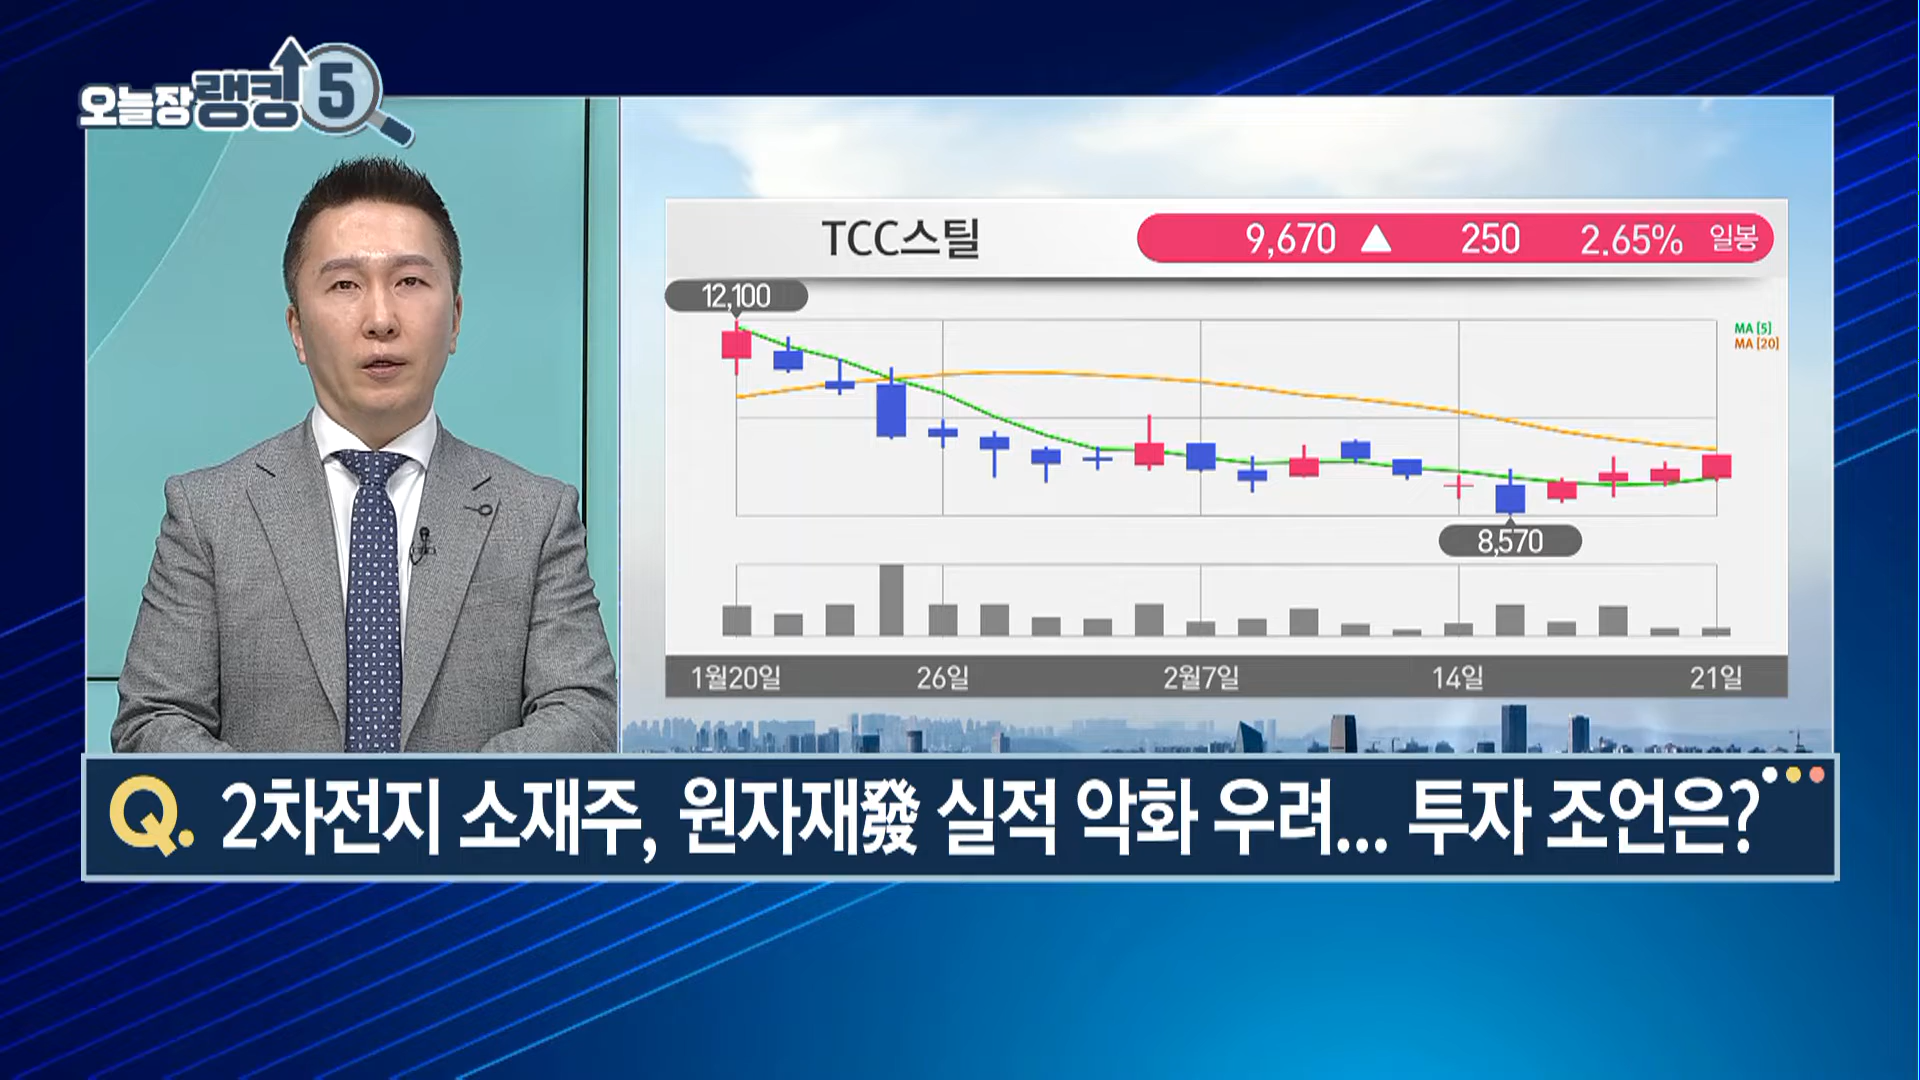 오늘장 랭킹 5
TCC스틸
9,670 ▲ 250 2.65% 일봉
12,100
MA [5]
MA [20]
8,570
1월20일 26일 2월7일 14일 21일
Q. 2차전지 소재주, 원자재發 실적 악화 우려... 투자 조언은?